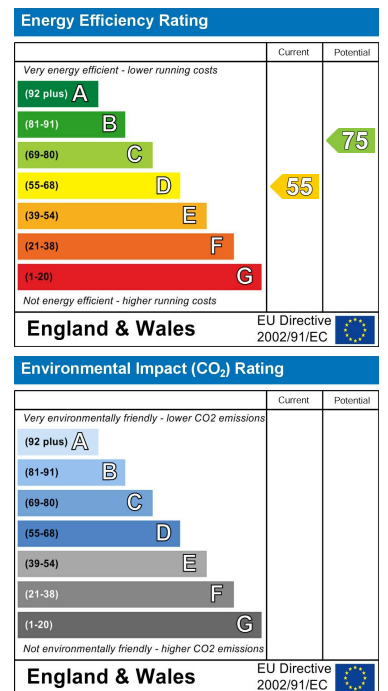 Energy Efficiency Rating
Current Potential
Very energy efficient - lower running costs
(92 plus) A
(81-91) B
(69-80) C
75
(55-68) D
55
(39-54) E
(21-38) F
(1-20) G
Not energy efficient - higher running costs
England & Wales
EU Directive
2002/91/EC
Environmental Impact (CO₂) Rating
Current Potential
Very environmentally friendly - lower CO2 emissions
(92 plus) A
(81-91) B
(69-80) C
(55-68) D
(39-54) E
(21-38) F
(1-20) G
Not environmentally friendly - higher CO2 emissions
England & Wales
EU Directive
2002/91/EC